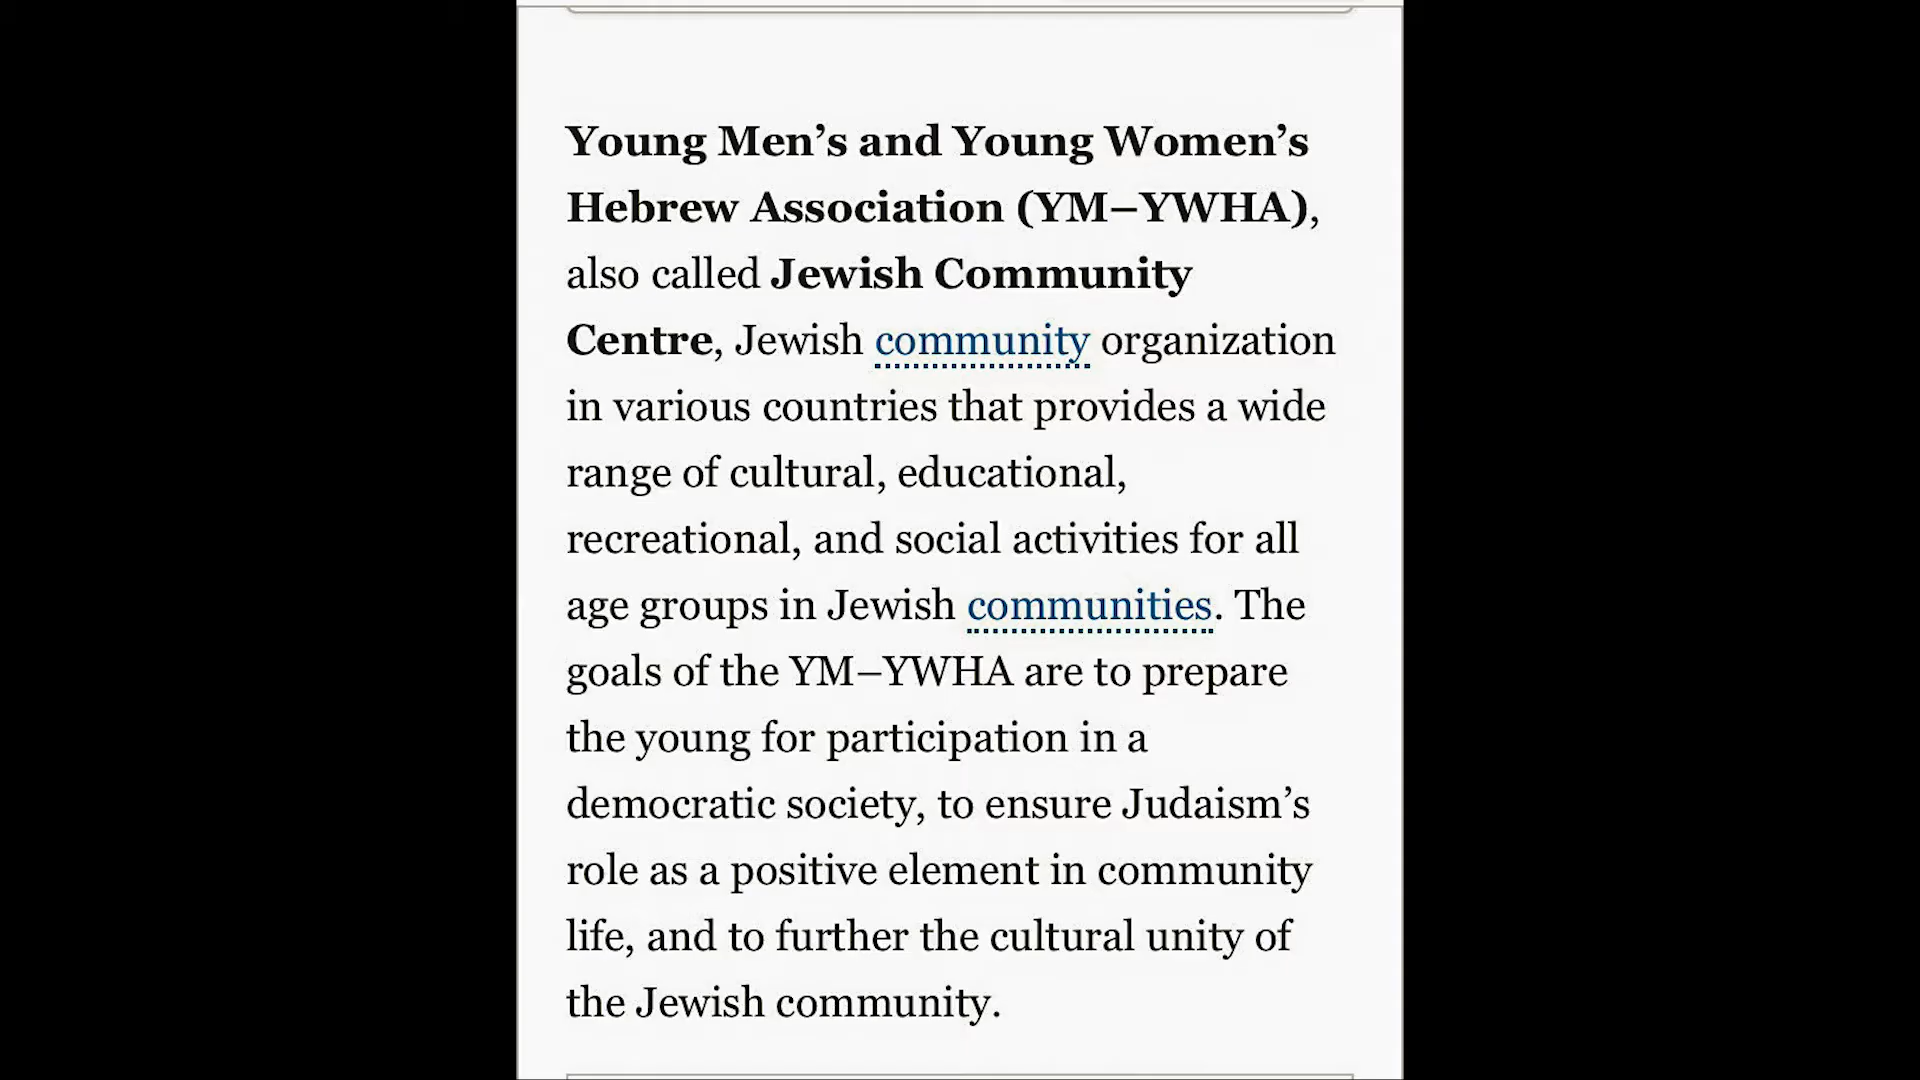 Young Men’s and Young Women’s
Hebrew Association (YM–YWHA),
also called Jewish Community
Centre, Jewish community organization
in various countries that provides a wide
range of cultural, educational,
recreational, and social activities for all
age groups in Jewish communities. The
goals of the YM–YWHA are to prepare
the young for participation in a
democratic society, to ensure Judaism’s
role as a positive element in community
life, and to further the cultural unity of
the Jewish community.